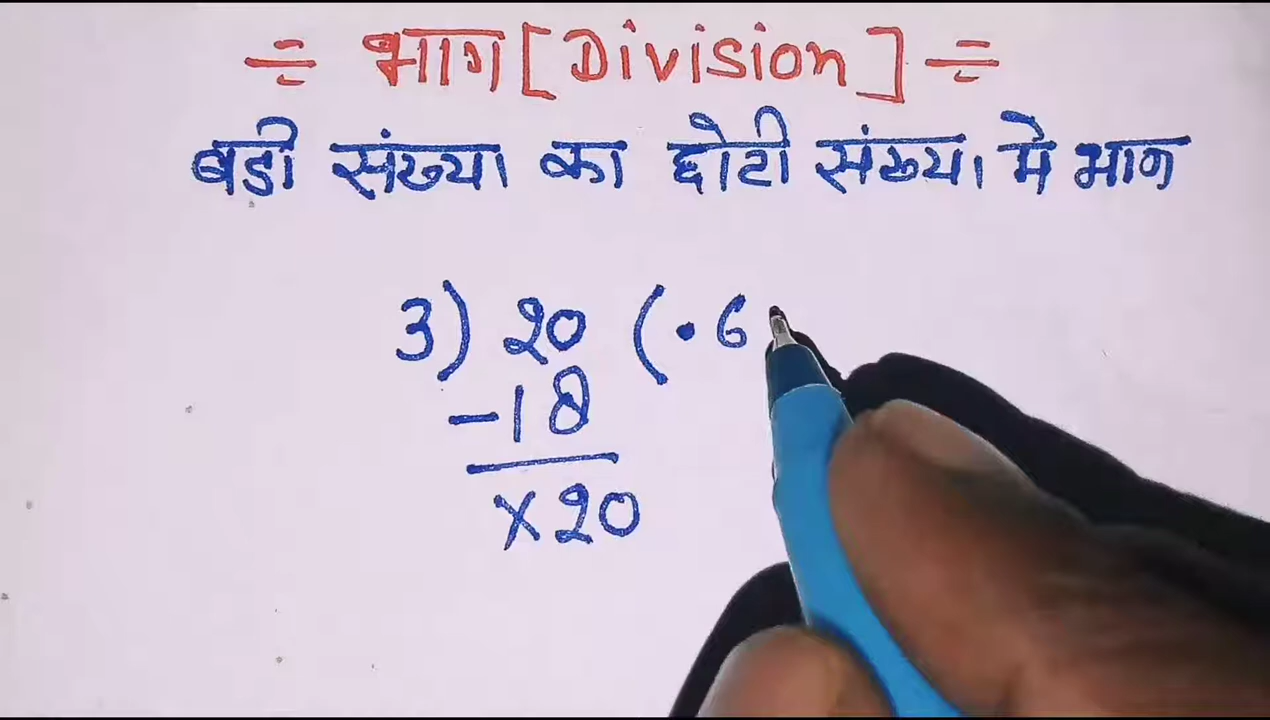 ÷ भाग [Division] ÷
बडी संख्या का छोटी संख्या मे भाग
3) 20 (.6
-18
×20